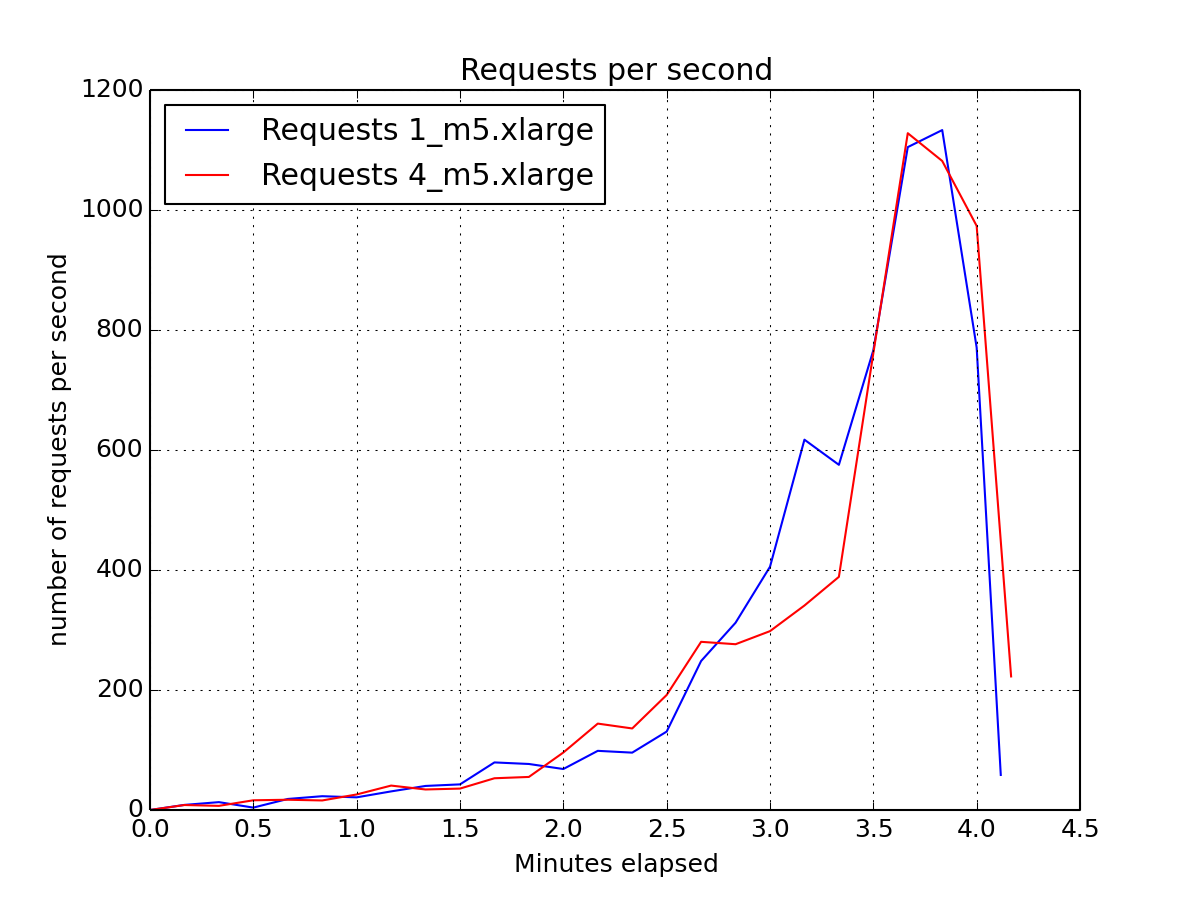 Requests per second
Requests 1_m5.xlarge
Requests 4_m5.xlarge
number of requests per second
1200
1000
800
600
400
200
0
0.0 0.5 1.0 1.5 2.0 2.5 3.0 3.5 4.0 4.5
Minutes elapsed